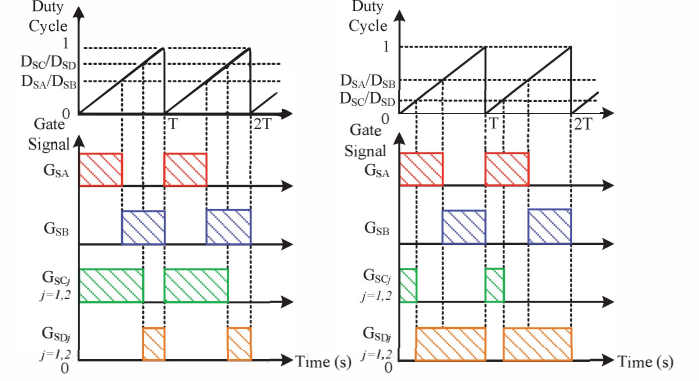 Duty
Cycle
1
DSC/DSD
DSA/DSB
0
T
2T
Gate
Signal
GSA
GSB
GSCj
j=1,2
GSDj
j=1,2
0
Time (s)
Duty
Cycle
1
DSA/DSB
DSC/DSD
0
T
2T
Gate
Signal
GSA
GSB
GSCj
j=1,2
GSDj
j=1,2
0
Time (s)